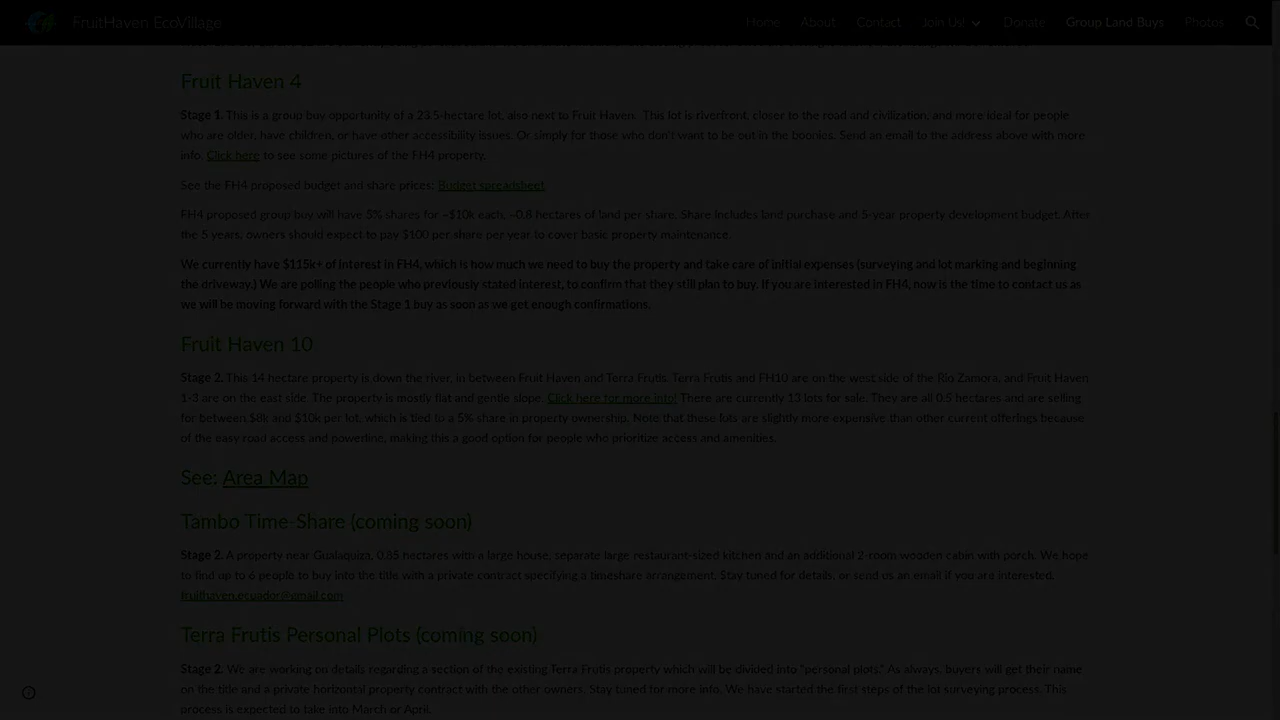 FruitHaven EcoVillage
Home About Contact Join Us! Donate Group Land Buys Photos
Fruit Haven 4
Stage 1. This is a group buy opportunity of a 23.5-hectare lot, also next to Fruit Haven. This lot is riverfront, closer to the road and civilization, and more ideal for people
who are older, have children, or have other accessibility issues. Or simply for those who don't want to be out in the boonies. Send an email to the address above with more
info. Click here to see some pictures of the FH4 property.
See the FH4 proposed budget and share prices: Budget spreadsheet
FH4 proposed group buy will have 5% shares for ~$10k each, ~0.8 hectares of land per share. Share includes land purchase and 5-year property development budget. After
the 5 years, owners should expect to pay $100 per share per year to cover basic property maintenance.
We currently have $115k+ of interest in FH4, which is how much we need to buy the property and take care of initial expenses (surveying and lot marking and beginning
the driveway.) We are polling the people who previously stated interest, to confirm that they still plan to buy. If you are interested in FH4, now is the time to contact us as
we will be moving forward with the Stage 1 buy as soon as we get enough confirmations.
Fruit Haven 10
Stage 2. This 14 hectare property is down the river, in between Fruit Haven and Terra Frutis. Terra Frutis and FH10 are on the west side of the Rio Zamora, and Fruit Haven
1-3 are on the east side. The property is mostly flat and gentle slope. Click here for more info! There are currently 13 lots for sale. They are all 0.5 hectares and are selling
for between $8k and $10k per lot, which is tied to a 5% share in property ownership. Note that these lots are slightly more expensive than other current offerings because
of the easy road access and powerline, making this a good option for people who prioritize access and amenities.
See: Area Map
Tambo Time-Share (coming soon)
Stage 2. A property near Gualaquiza, 0.85 hectares with a large house, separate large restaurant-sized kitchen and an additional 2-room wooden cabin with porch. We hope
to find up to 6 people to buy into the title with a private contract specifying a timeshare arrangement. Stay tuned for details, or send us an email if you are interested.
fruithaven.ecuador@gmail.com
Terra Frutis Personal Plots (coming soon)
Stage 2. We are working on details regarding a section of the existing Terra Frutis property which will be divided into "personal plots." As always, buyers will get their name
on the title and a private horizontal property contract with the other owners. Stay tuned for more info. We have started the first steps of the lot surveying process. This
process is expected to take into March or April.